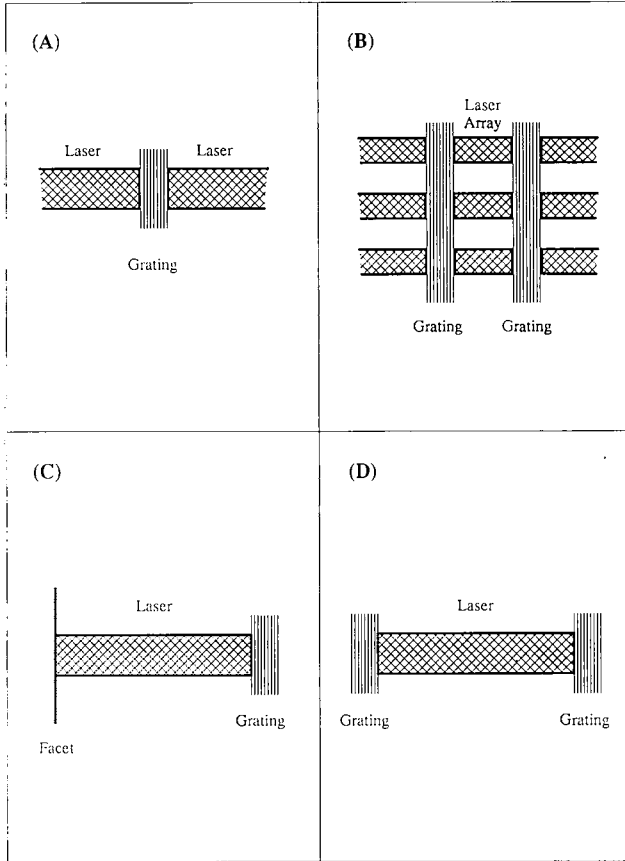 (A)
Laser Laser
Grating
(B)
Laser
Array
Grating Grating
(C)
Laser
Grating
Facet
(D)
Laser
Grating Grating